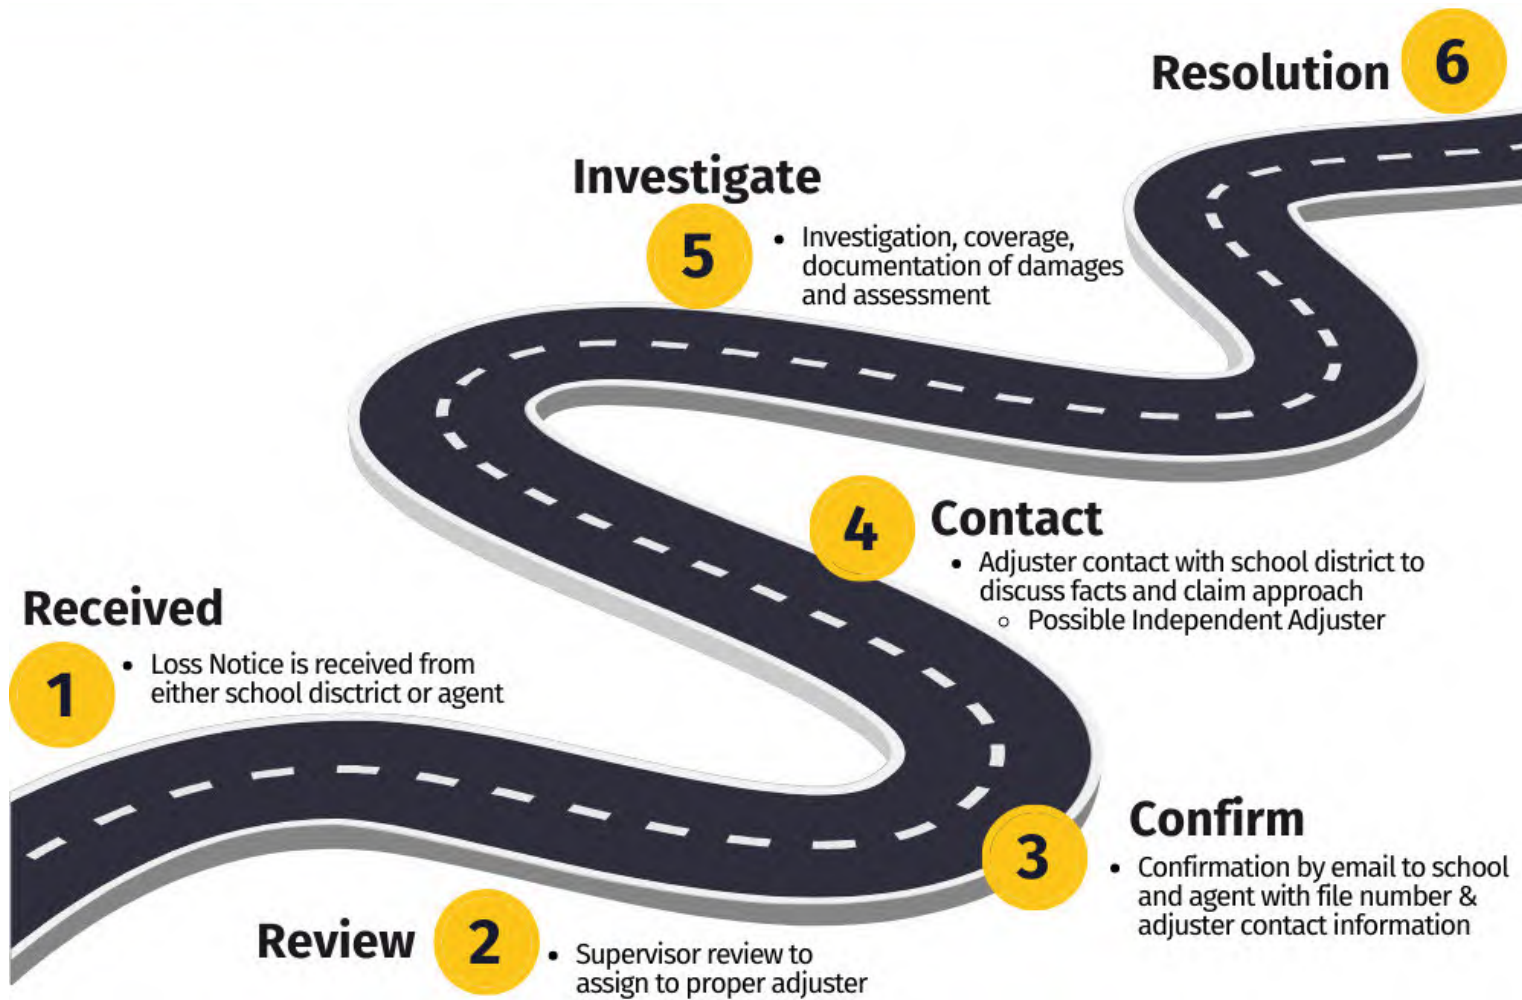 Received
1
• Loss Notice is received from
either school disctrict or agent
Review
2
• Supervisor review to
assign to proper adjuster
3
Confirm
• Confirmation by email to school
and agent with file number &
adjuster contact information
4
Contact
• Adjuster contact with school district to
discuss facts and claim approach
○ Possible Independent Adjuster
Investigate
5
• Investigation, coverage,
documentation of damages
and assessment
Resolution
6